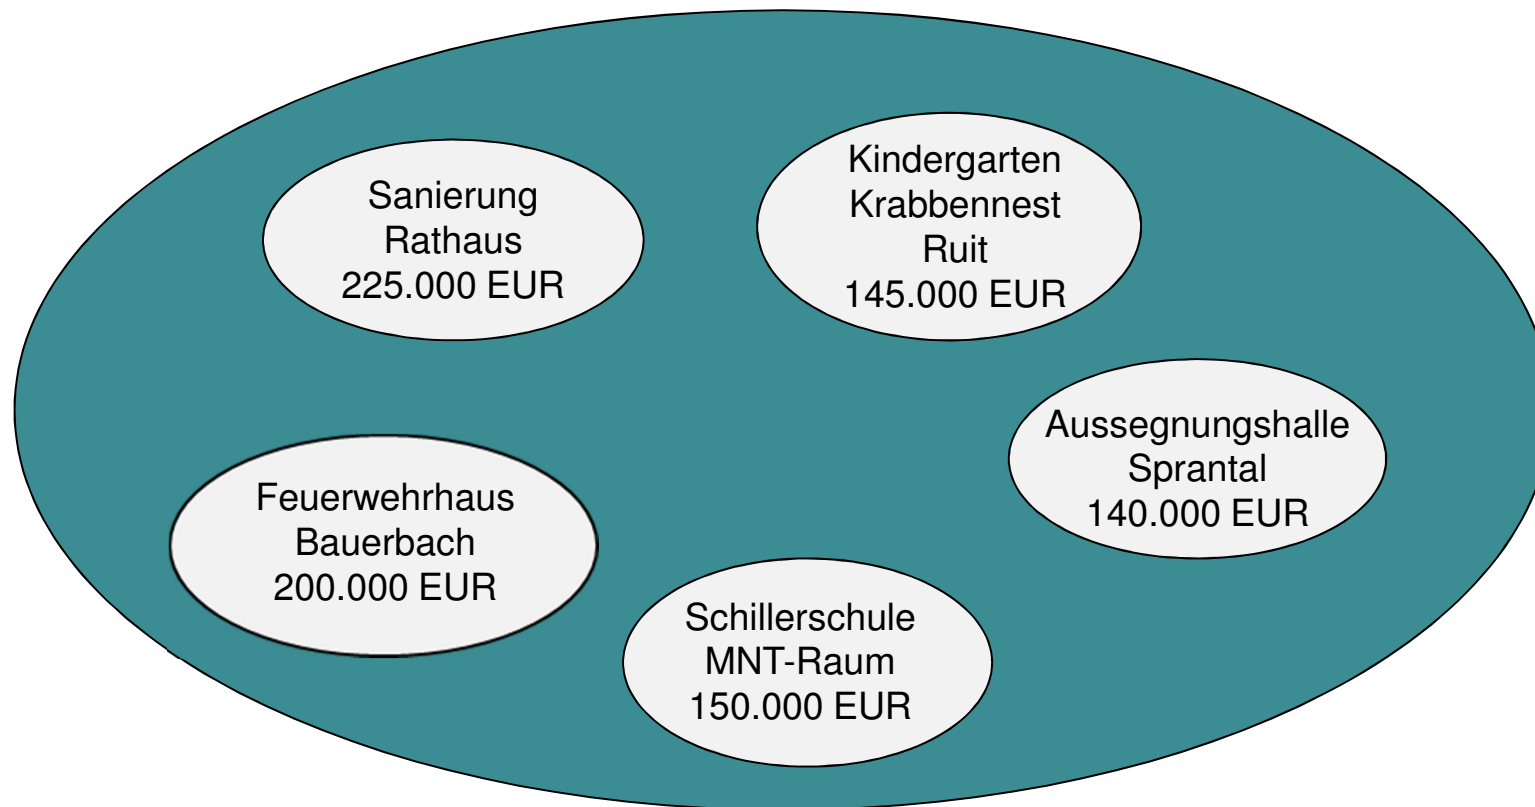 Sanierung
Rathaus
225.000 EUR
Kindergarten
Krabbennest
Ruit
145.000 EUR
Aussegnungshalle
Sprantal
140.000 EUR
Feuerwehrhaus
Bauerbach
200.000 EUR
Schillerschule
MNT-Raum
150.000 EUR